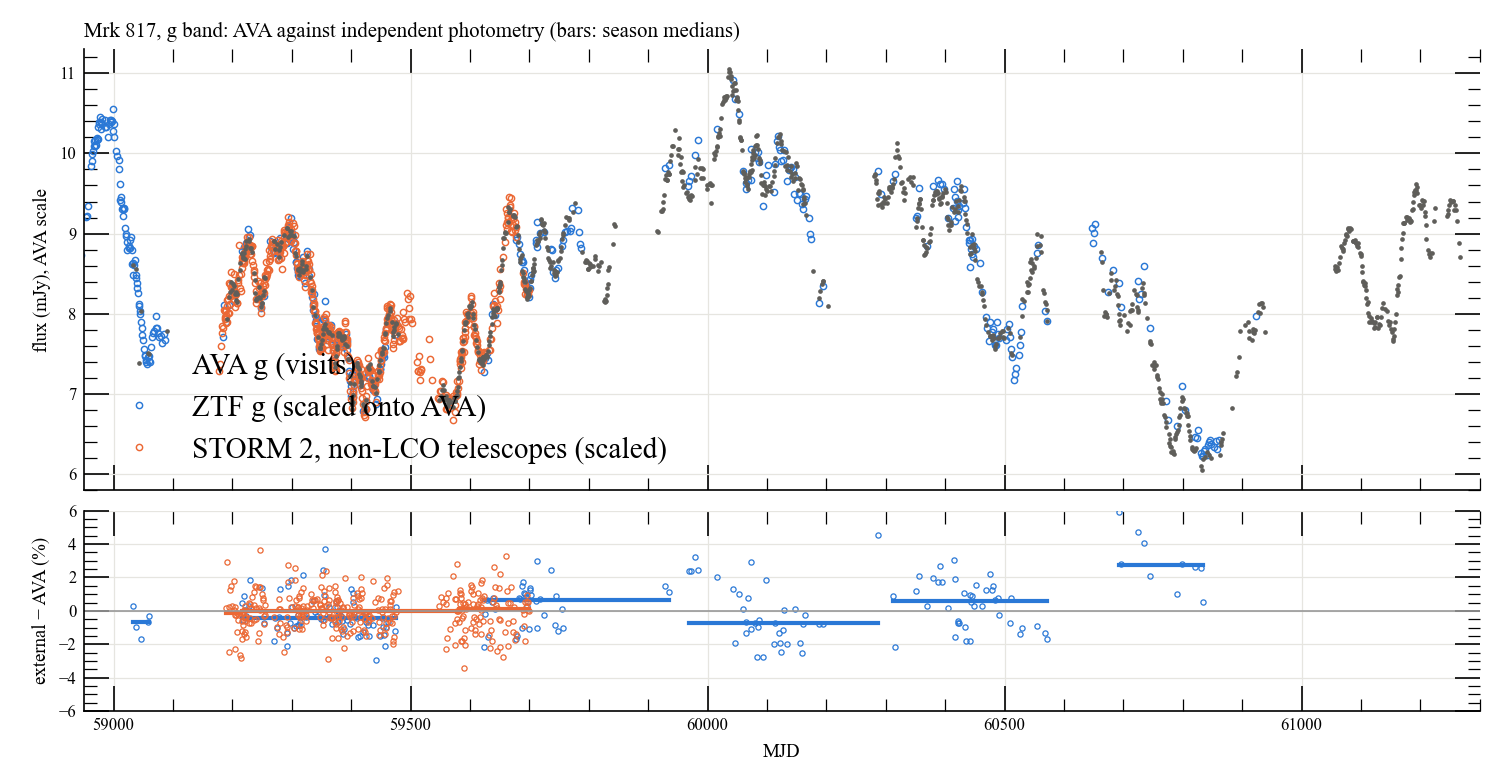 Mrk 817, g band: AVA against independent photometry (bars: season medians)
flux (mJy), AVA scale
11
10
9
8
7
6
AVA g (visits)
ZTF g (scaled onto AVA)
STORM 2, non-LCO telescopes (scaled)
external − AVA (%)
6
4
2
0
−2
−4
−6
59000
59500
60000
60500
61000
MJD